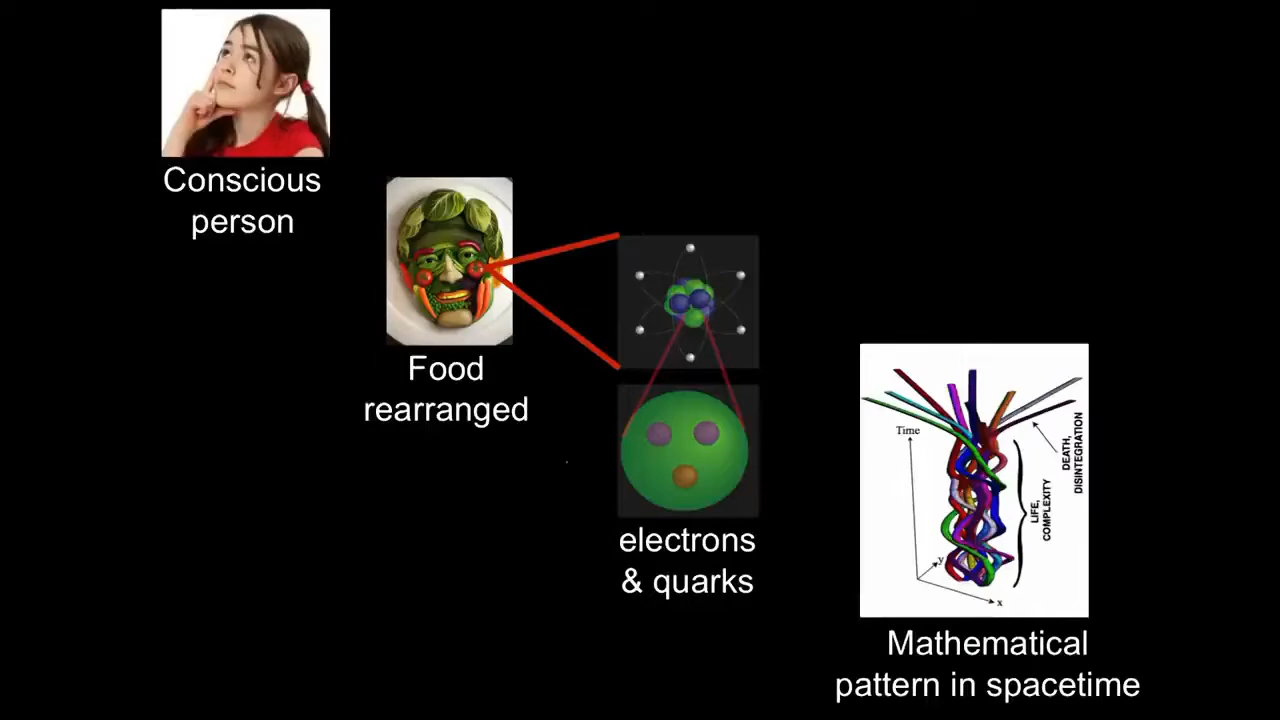 Conscious
person
Food
rearranged
electrons
& quarks
Time
y
x
DEATH,
DISINTEGRATION
LIFE,
COMPLEXITY
Mathematical
pattern in spacetime